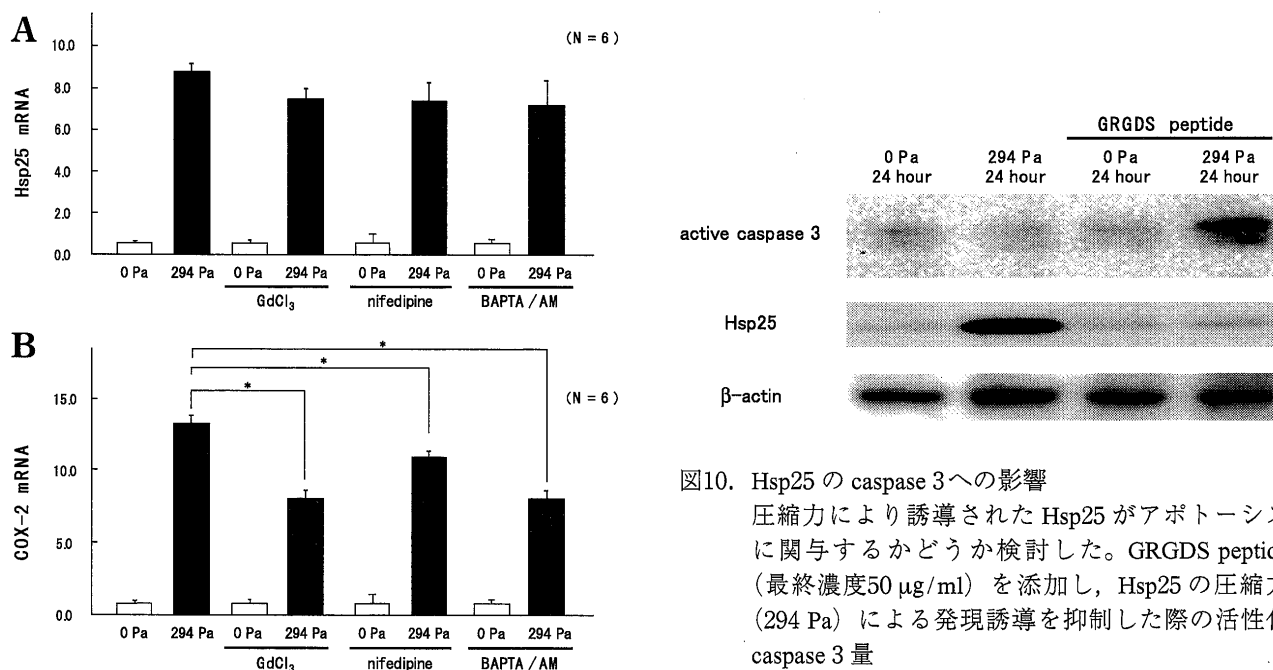 A
(N = 6)
Hsp25 mRNA
10.0
8.0
6.0
4.0
2.0
0.0
0 Pa 294 Pa 0 Pa 294 Pa 0 Pa 294 Pa 0 Pa 294 Pa
GdCl₃ nifedipine BAPTA/AM
B
(N = 6)
COX-2 mRNA
15.0
10.0
5.0
0.0
* * *
0 Pa 294 Pa 0 Pa 294 Pa 0 Pa 294 Pa 0 Pa 294 Pa
GdCl₃ nifedipine BAPTA/AM
GRGDS peptide
0 Pa 294 Pa 0 Pa 294 Pa
24 hour 24 hour 24 hour 24 hour
active caspase 3
Hsp25
β-actin
図10. Hsp25 の caspase 3への影響
圧縮力により誘導された Hsp25 がアポトーシス
に関与するかどうか検討した。GRGDS peptid
(最終濃度50 μg/ml) を添加し, Hsp25 の圧縮力
(294 Pa) による発現誘導を抑制した際の活性化
caspase 3 量